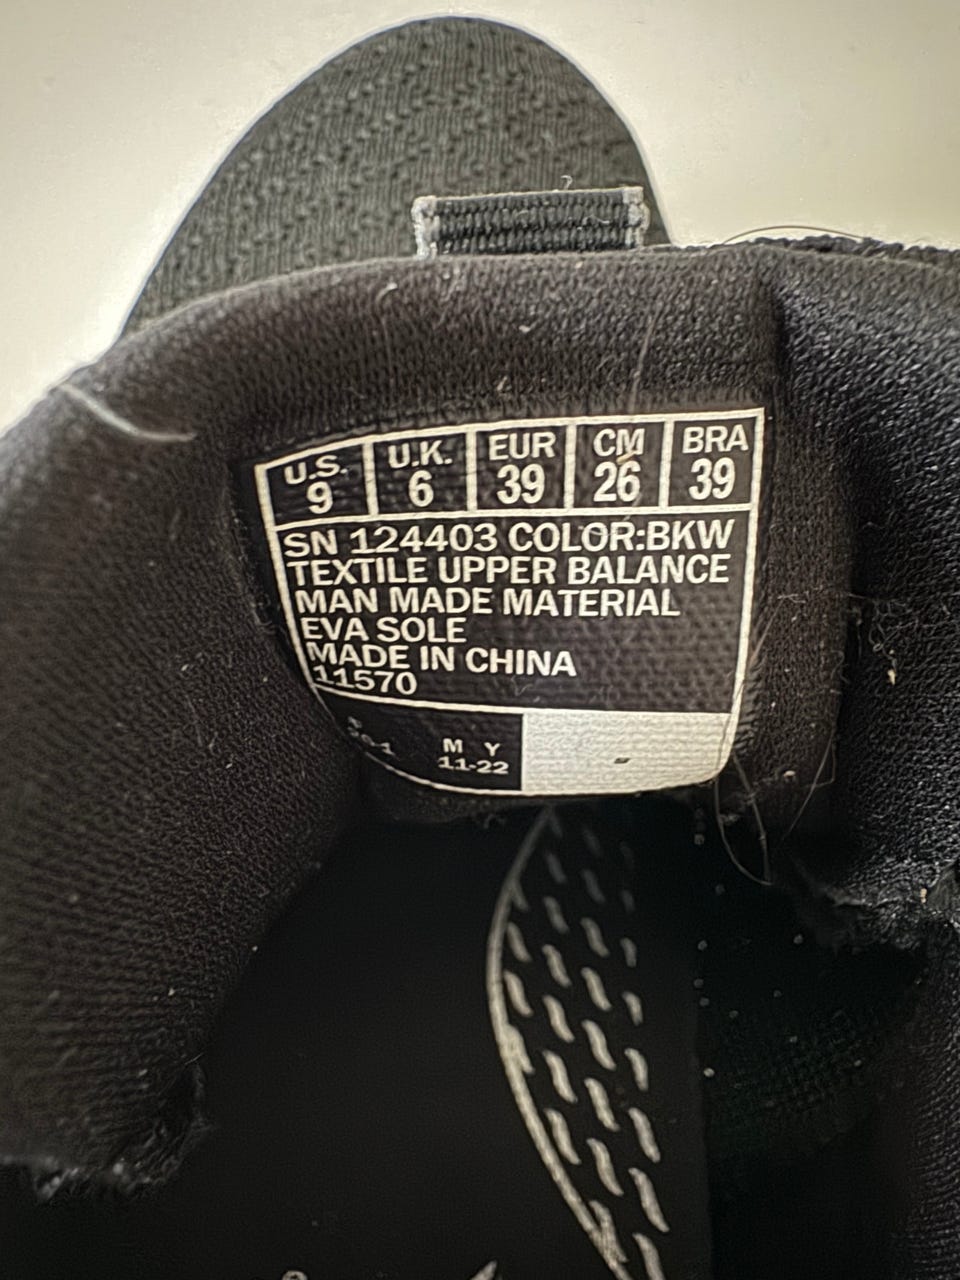 U.S. U.K. EUR CM BRA
9 6 39 26 39
SN 124403 COLOR:BKW
TEXTILE UPPER BALANCE
MAN MADE MATERIAL
EVA SOLE
MADE IN CHINA
11570
M Y
11-22